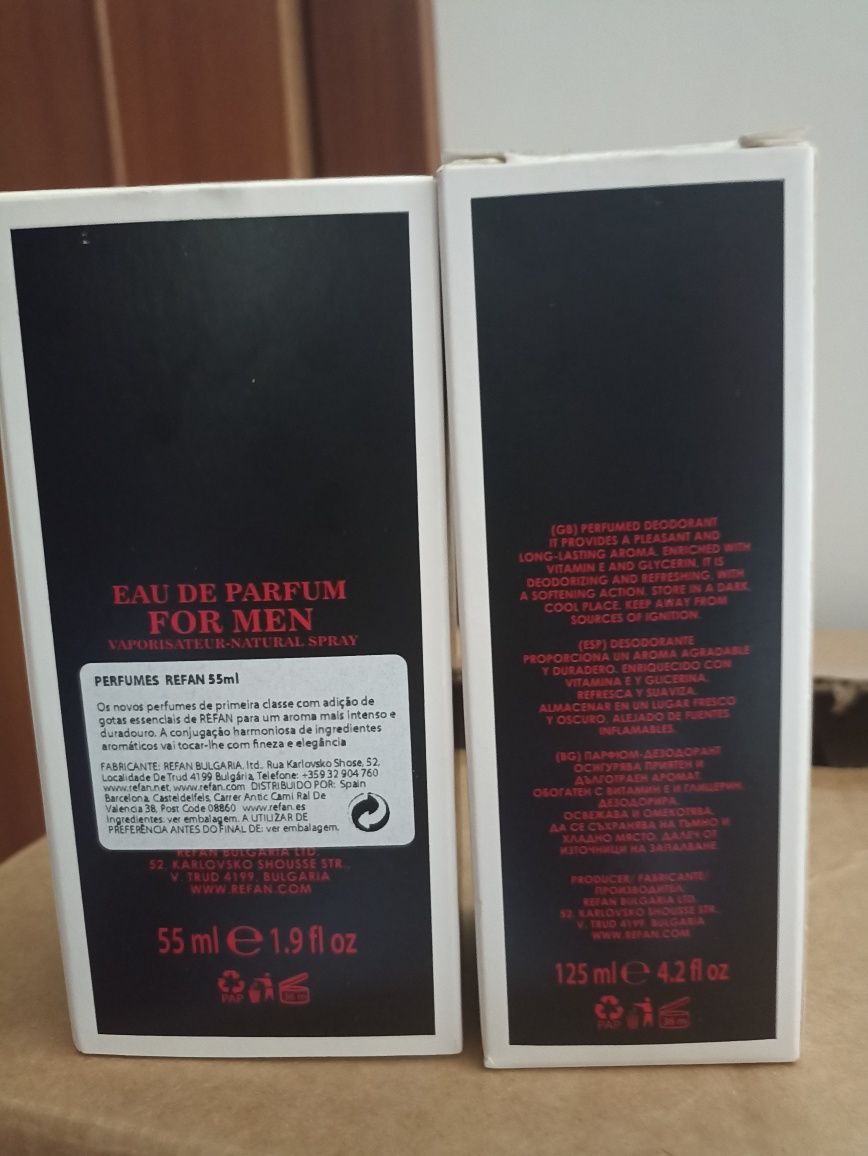 EAU DE PARFUM
FOR MEN
VAPORISATEUR-NATURAL SPRAY
PERFUMES REFAN 55ml
Os novos perfumes de primeira classe com adição de
gotas essenciais de REFAN para um aroma mais intenso e
duradouro. A conjugação harmoniosa de ingredientes
aromáticos vai tocar-lhe com fineza e elegância
FABRICANTE: REFAN BULGARIA, ltd.. Rua Karlovsko Shose, 52,
Localidade De Trud 4199 Bulgária, Telefone: +359 32 904 760
www.refan.net, www.refan.com DISTRIBUIDO POR: Spain
Barcelona, Casteldelfels, Carrer Antic Cami Ral De
Valencia 38, Post Code 08860 www.refan.es
Ingredientes: ver embalagem. A UTILIZAR DE
PREFERÊNCIA ANTES DO FINAL DE: ver embalagem.
REFAN BULGARIA LTD.
52, KARLOVSKO SHOUSSE STR.,
V. TRUD 4199, BULGARIA
WWW.REFAN.COM
55 ml e 1.9 fl oz
PAP
36 m
(GB) PERFUMED DEODORANT
IT PROVIDES A PLEASANT AND
LONG-LASTING AROMA. ENRICHED WITH
VITAMIN E AND GLYCERIN, IT IS
DEODORIZING AND REFRESHING, WITH
A SOFTENING ACTION. STORE IN A DARK,
COOL PLACE. KEEP AWAY FROM
SOURCES OF IGNITION.
(ESP) DESODORANTE
PROPORCIONA UN AROMA AGRADABLE
Y DURADERO. ENRIQUECIDO CON
VITAMINA E Y GLICERINA,
REFRESCA Y SUAVIZA.
ALMACENAR EN UN LUGAR FRESCO
Y OSCURO, ALEJADO DE FUENTES
INFLAMABLES.
(BG) ПАРФЮМ-ДЕЗОДОРАНТ
ОСИГУРЯВА ПРИЯТЕН И
ДЪЛГОТРАЕН АРОМАТ.
ОБОГАТЕН С ВИТАМИН Е И ГЛИЦЕРИН,
ДЕЗОДОРИРА,
ОСВЕЖАВА И ОМЕКОТЯВА.
ДА СЕ СЪХРАНЯВА НА ТЪМНО И
ХЛАДНО МЯСТО, ДАЛЕЧ ОТ
ИЗТОЧНИЦИ НА ЗАПАЛВАНЕ.
PRODUCER/ FABRICANTE/
ПРОИЗВОДИТЕЛ
REFAN BULGARIA LTD.
52, KARLOVSKO SHOUSSE STR.
V. TRUD 4199, BULGARIA
WWW.REFAN.COM
125 ml e 4.2 fl oz
PAP
36 m